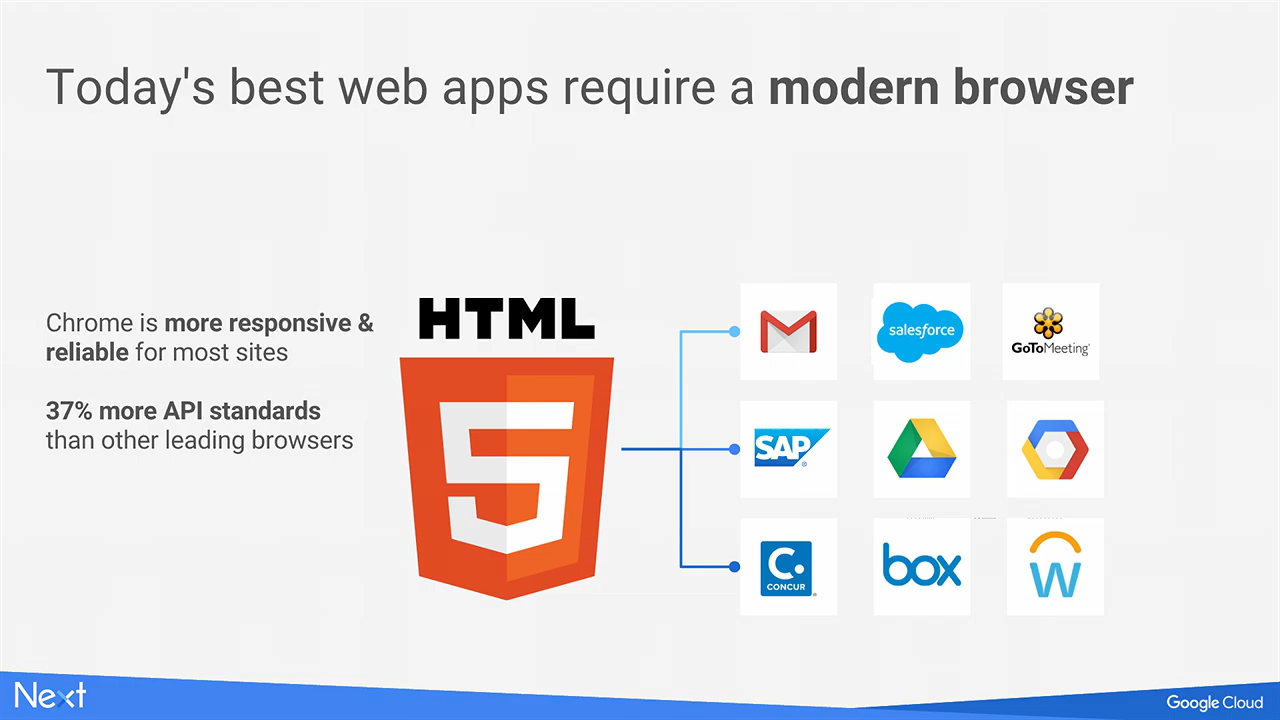 Today's best web apps require a modern browser
Chrome is more responsive &
reliable for most sites
37% more API standards
than other leading browsers
HTML
5
salesforce
GoToMeeting
SAP
C.
CONCUR
box
W
Next
Google Cloud